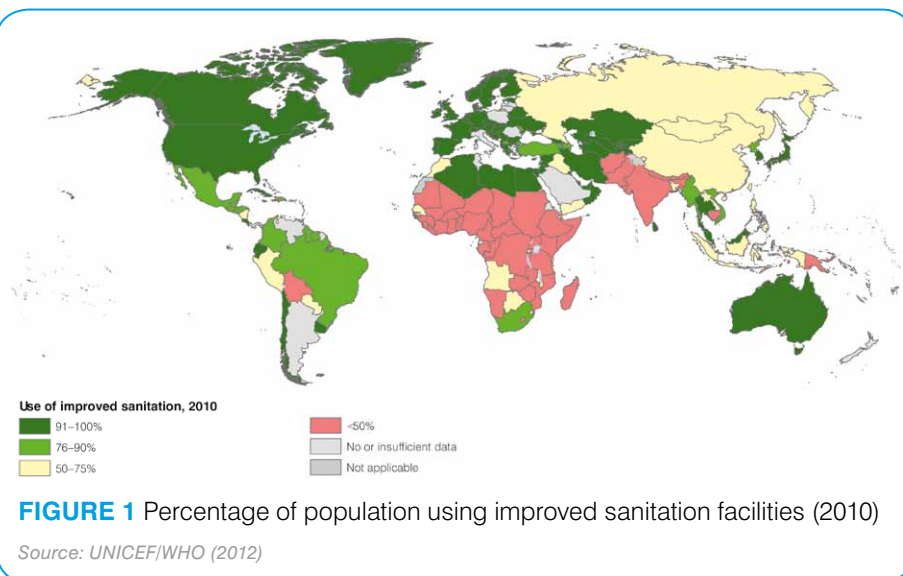 Use of improved sanitation, 2010
91–100%
76–90%
50–75%
<50%
No or insufficient data
Not applicable
FIGURE 1 Percentage of population using improved sanitation facilities (2010)
Source: UNICEF/WHO (2012)